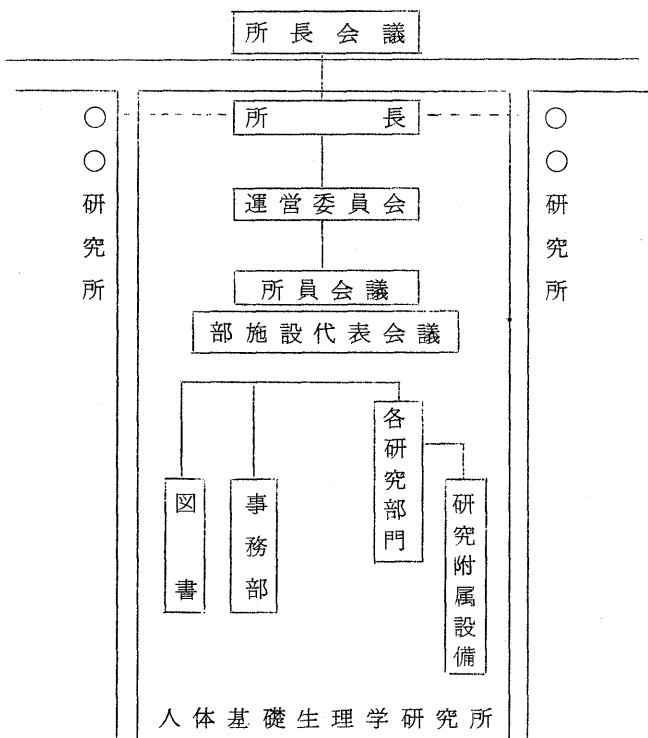 所長会議
所長
○○研究所
○○研究所
運営委員会
所員会議
部施設代表会議
各研究部門
図書
事務部
研究附属設備
人体基礎生理学研究所